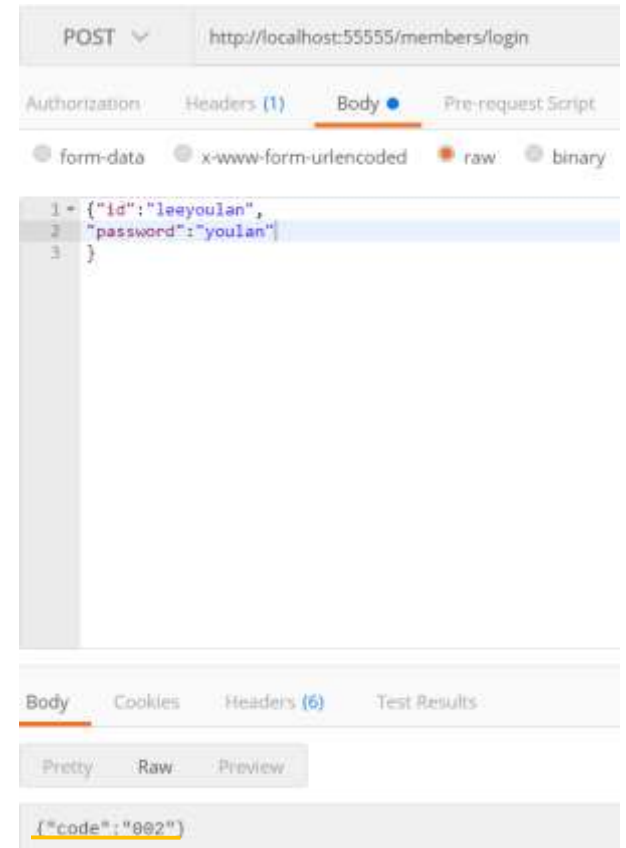 POST http://localhost:55555/members/login
Authorization Headers (1) Body Pre-request Script
form-data x-www-form-urlencoded raw binary
1 {"id":"leeyoulan",
2 "password":"youlan"
3 }
Body Cookies Headers (6) Test Results
Pretty Raw Preview
{"code":"002"}